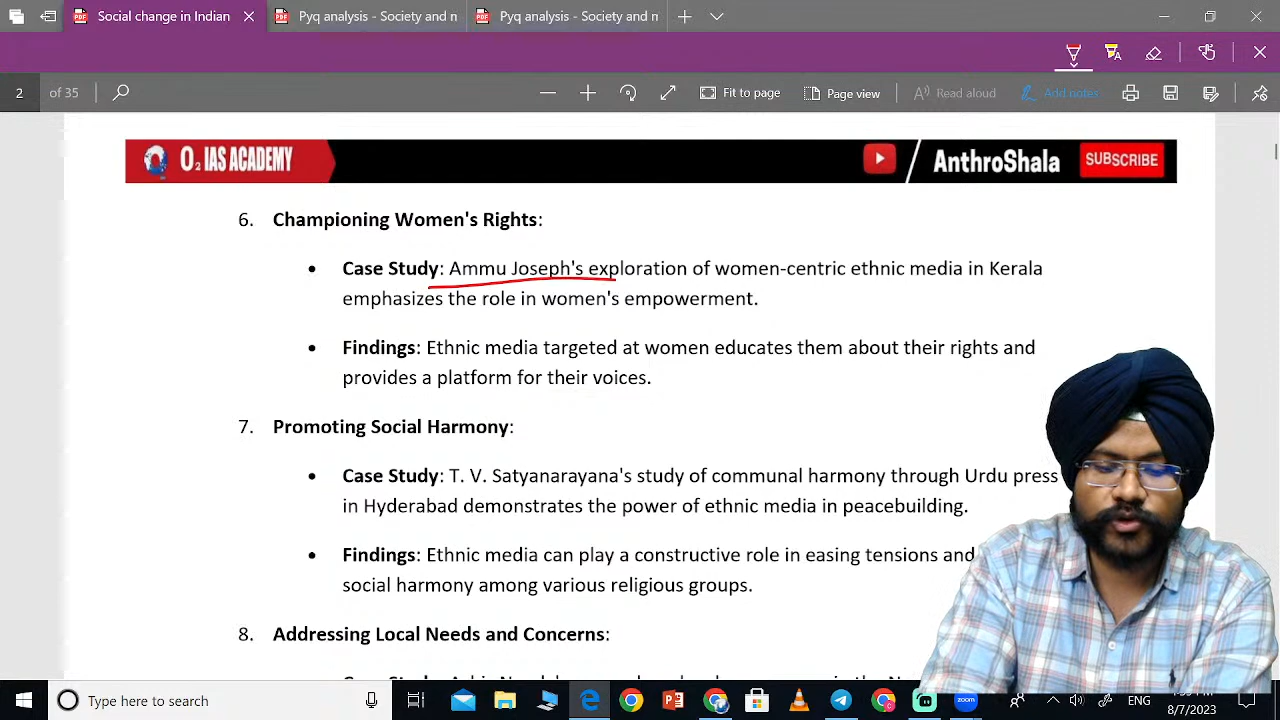 Social change in Indian
Pyq analysis - Society and n
Pyq analysis - Society and n
2 of 35
Fit to page
Page view
Read aloud
Add notes
O2 IAS ACADEMY
AnthroShala
SUBSCRIBE
6. Championing Women's Rights:
• Case Study: Ammu Joseph's exploration of women-centric ethnic media in Kerala
emphasizes the role in women's empowerment.
• Findings: Ethnic media targeted at women educates them about their rights and
provides a platform for their voices.
7. Promoting Social Harmony:
• Case Study: T. V. Satyanarayana's study of communal harmony through Urdu press
in Hyderabad demonstrates the power of ethnic media in peacebuilding.
• Findings: Ethnic media can play a constructive role in easing tensions and
social harmony among various religious groups.
8. Addressing Local Needs and Concerns:
Type here to search
zoom
ENG
8/7/2023